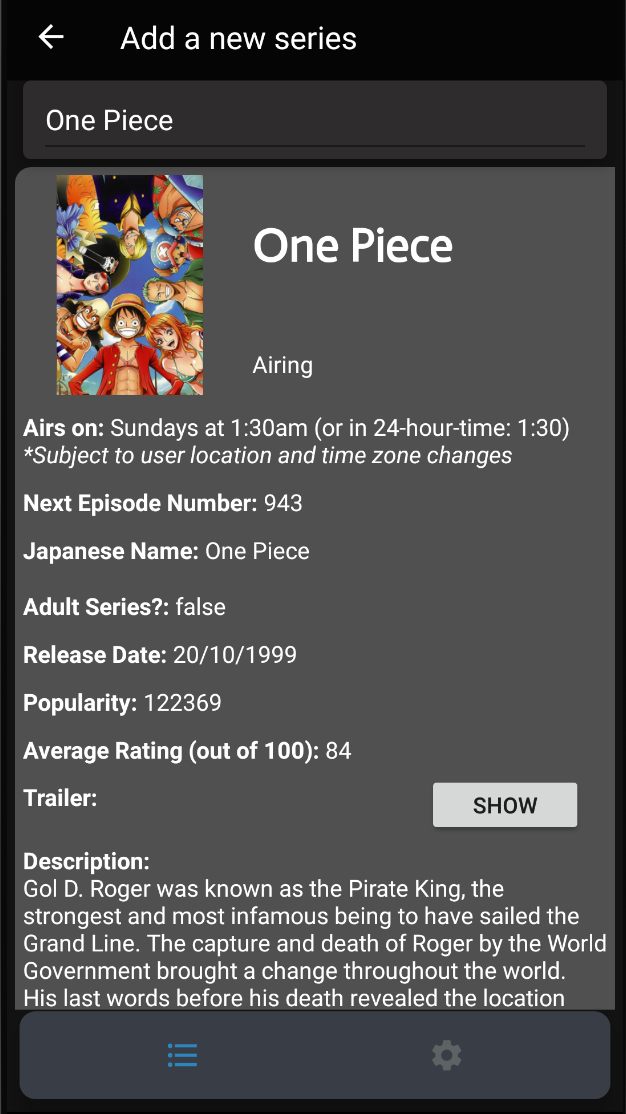 Add a new series
One Piece
One Piece
Airing
Airs on: Sundays at 1:30am (or in 24-hour-time: 1:30)
*Subject to user location and time zone changes
Next Episode Number: 943
Japanese Name: One Piece
Adult Series?: false
Release Date: 20/10/1999
Popularity: 122369
Average Rating (out of 100): 84
Trailer:
SHOW
Description:
Gol D. Roger was known as the Pirate King, the
strongest and most infamous being to have sailed the
Grand Line. The capture and death of Roger by the World
Government brought a change throughout the world.
His last words before his death revealed the location